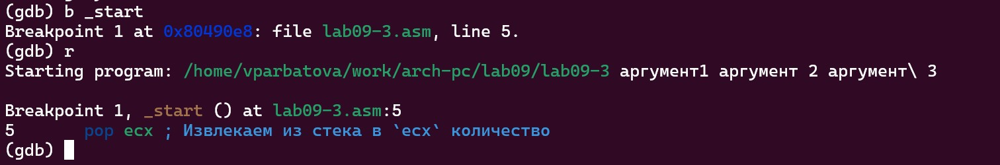 (gdb) b _start
Breakpoint 1 at 0x80490e8: file lab09-3.asm, line 5.
(gdb) r
Starting program: /home/vparbatova/work/arch-pc/lab09/lab09-3 аргумент1 аргумент 2 аргумент\ 3
Breakpoint 1, _start () at lab09-3.asm:5
5       pop ecx ; Извлекаем из стека в `ecx` количество
(gdb)